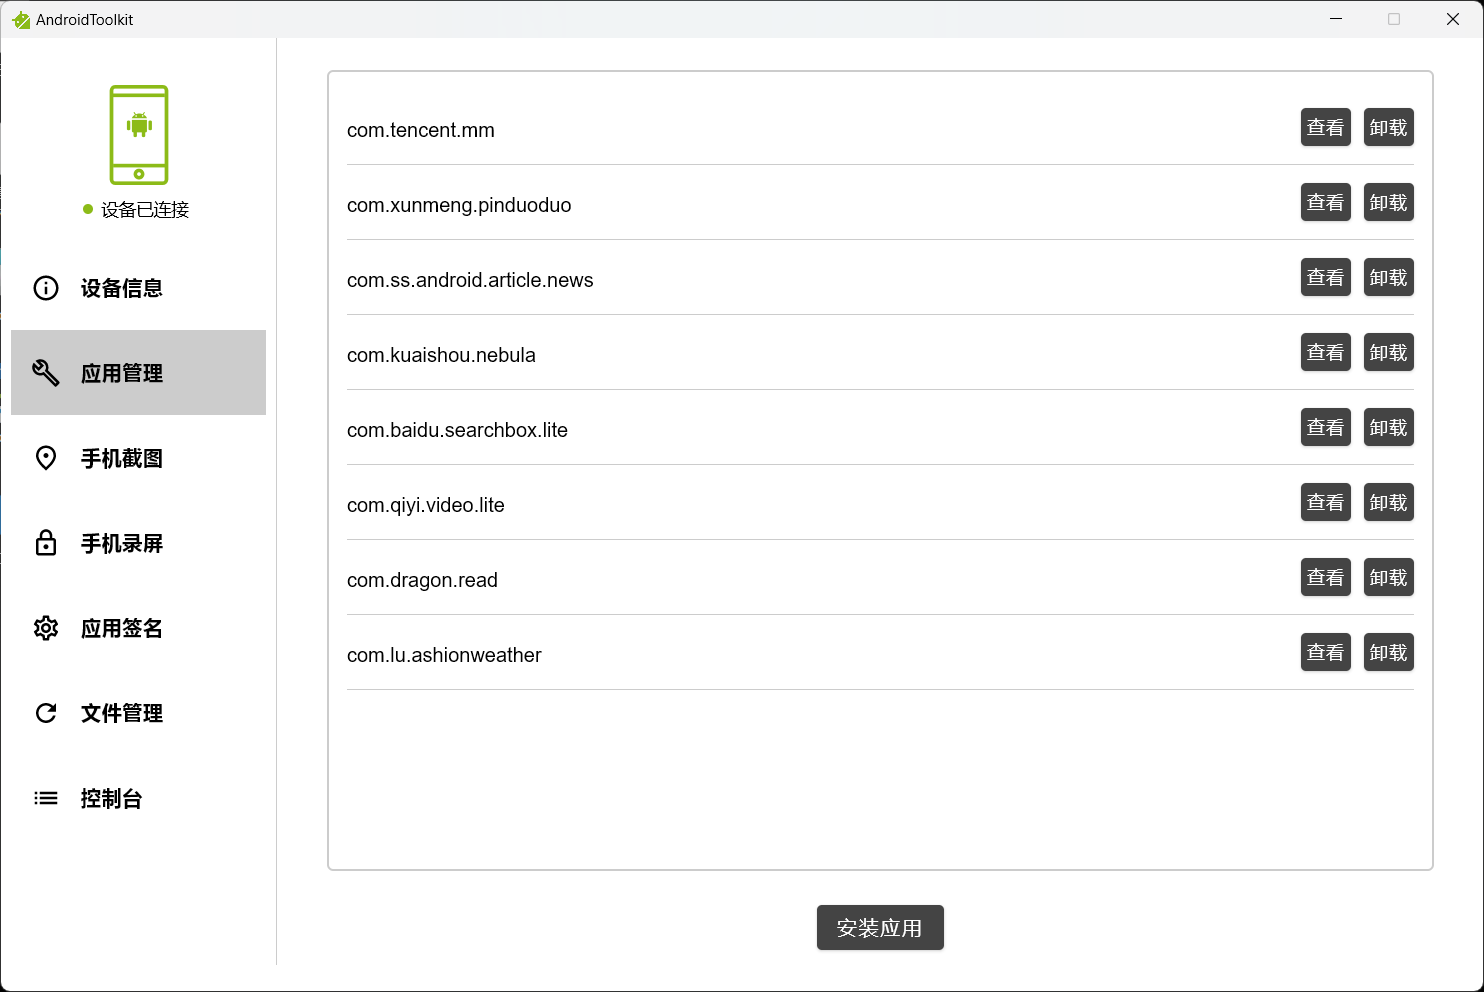 AndroidToolkit
设备已连接
设备信息
应用管理
手机截图
手机录屏
应用签名
文件管理
控制台
com.tencent.mm 查看 卸载
com.xunmeng.pinduoduo 查看 卸载
com.ss.android.article.news 查看 卸载
com.kuaishou.nebula 查看 卸载
com.baidu.searchbox.lite 查看 卸载
com.qiyi.video.lite 查看 卸载
com.dragon.read 查看 卸载
com.lu.ashionweather 查看 卸载
安装应用